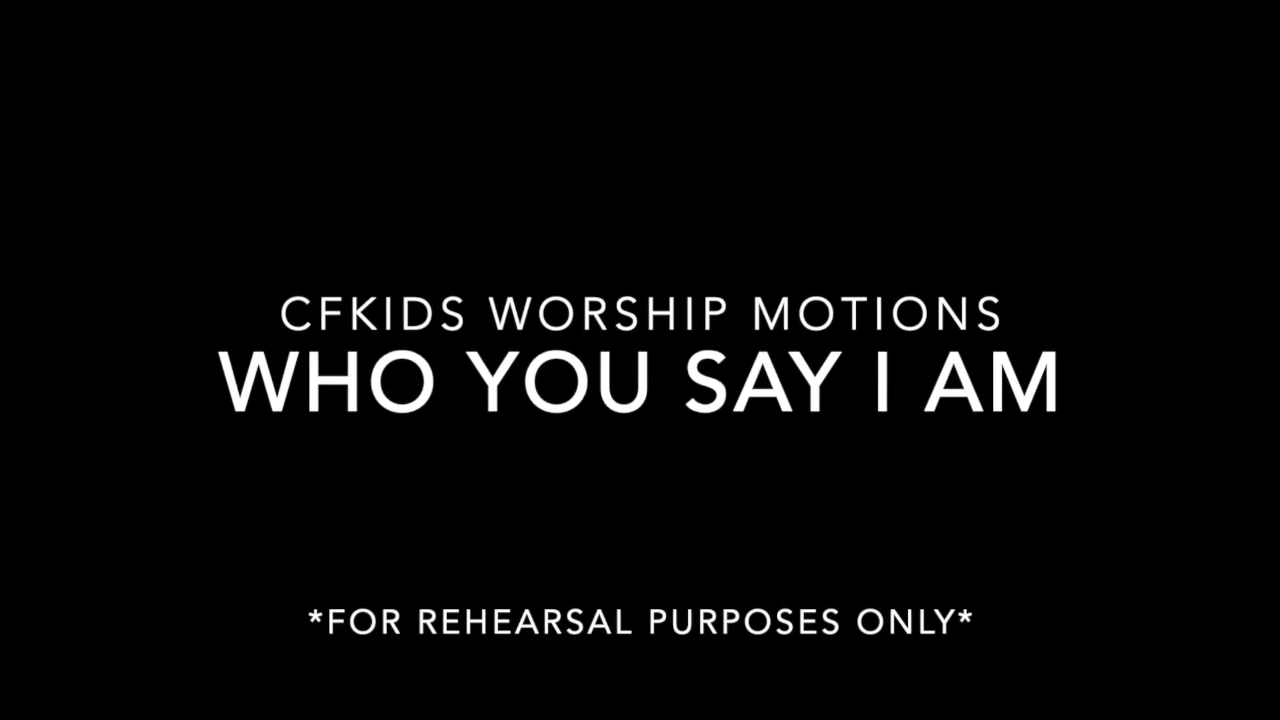 CFKIDS WORSHIP MOTIONS
WHO YOU SAY I AM
*FOR REHEARSAL PURPOSES ONLY*